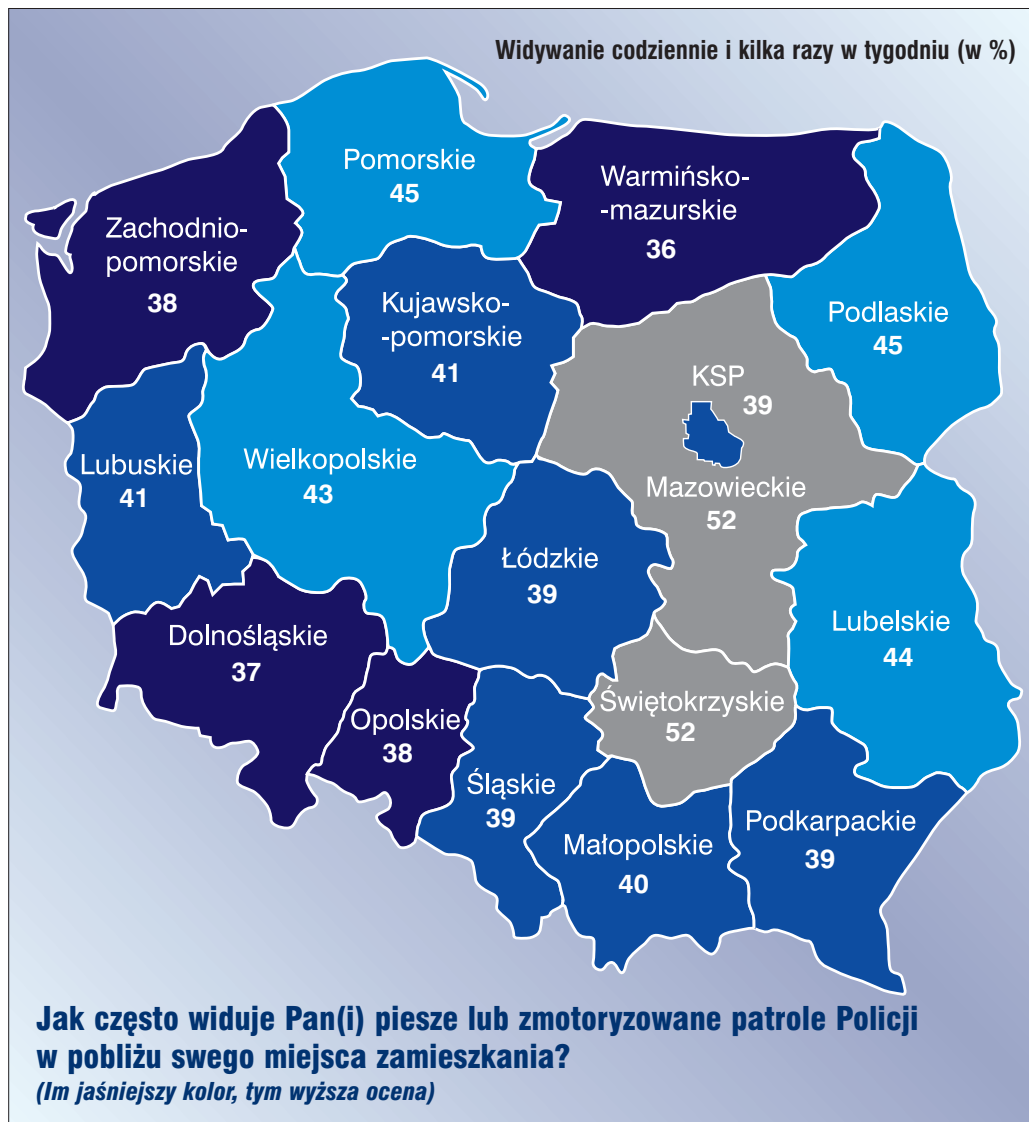 Widywanie codziennie i kilka razy w tygodniu (w %)
Pomorskie
45
Warmińsko-
-mazurskie
36
Zachodnio-
pomorskie
38
Kujawsko-
-pomorskie
41
Podlaskie
45
KSP
39
Lubuskie
41
Wielkopolskie
43
Mazowieckie
52
Łódzkie
39
Lubelskie
44
Dolnośląskie
37
Opolskie
38
Świętokrzyskie
52
Śląskie
39
Małopolskie
40
Podkarpackie
39
Jak często widuje Pan(i) piesze lub zmotoryzowane patrole Policji
w pobliżu swego miejsca zamieszkania?
(Im jaśniejszy kolor, tym wyższa ocena)